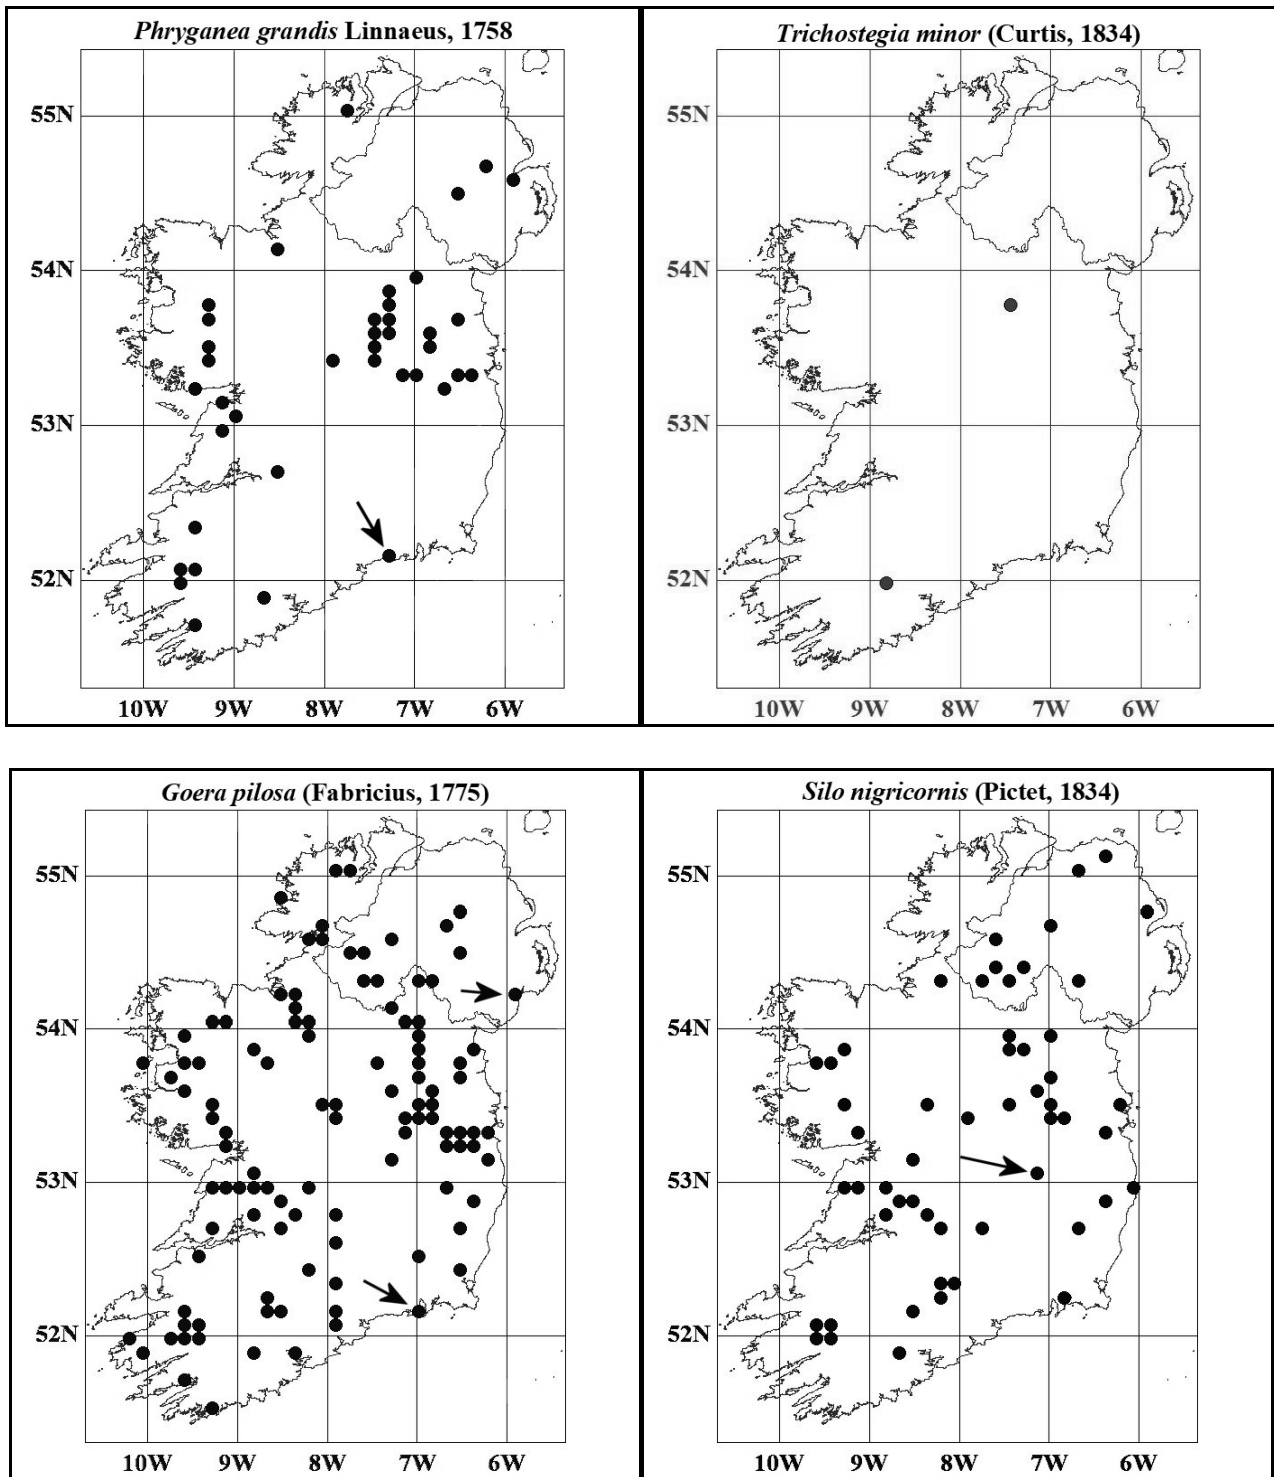 Phryganea grandis Linnaeus, 1758
55N
54N
53N
52N
10W 9W 8W 7W 6W
Trichostegia minor (Curtis, 1834)
55N
54N
53N
52N
10W 9W 8W 7W 6W
Goera pilosa (Fabricius, 1775)
55N
54N
53N
52N
10W 9W 8W 7W 6W
Silo nigricornis (Pictet, 1834)
55N
54N
53N
52N
10W 9W 8W 7W 6W